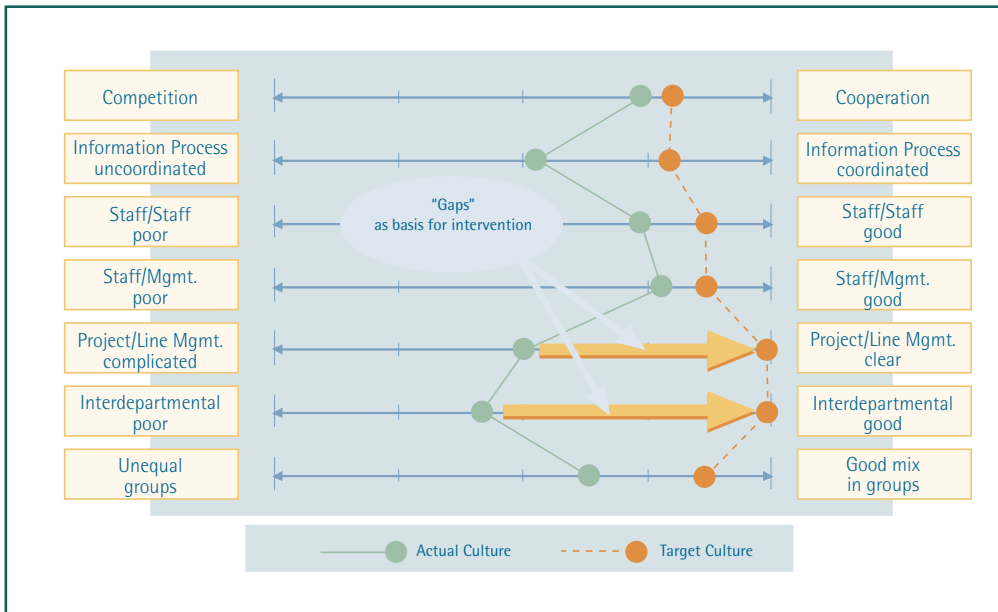 Competition
Cooperation
Information Process
uncoordinated
Information Process
coordinated
"Gaps"
as basis for intervention
Staff/Staff
poor
Staff/Staff
good
Staff/Mgmt.
poor
Staff/Mgmt.
good
Project/Line Mgmt.
complicated
Project/Line Mgmt.
clear
Interdepartmental
poor
Interdepartmental
good
Unequal
groups
Good mix
in groups
Actual Culture
Target Culture